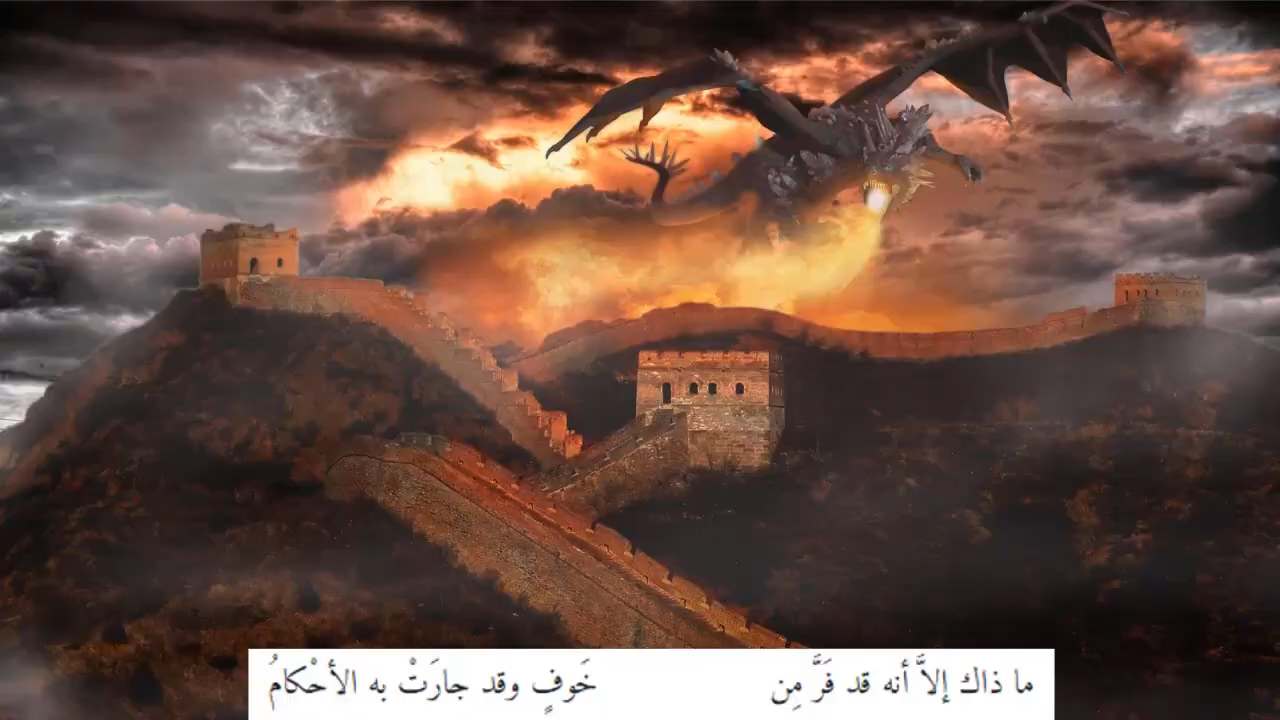 ما ذاك إلاَّ أنه قد فَرَّ مِن خَوفٍ وقد جارَتْ به الأحْكامُ